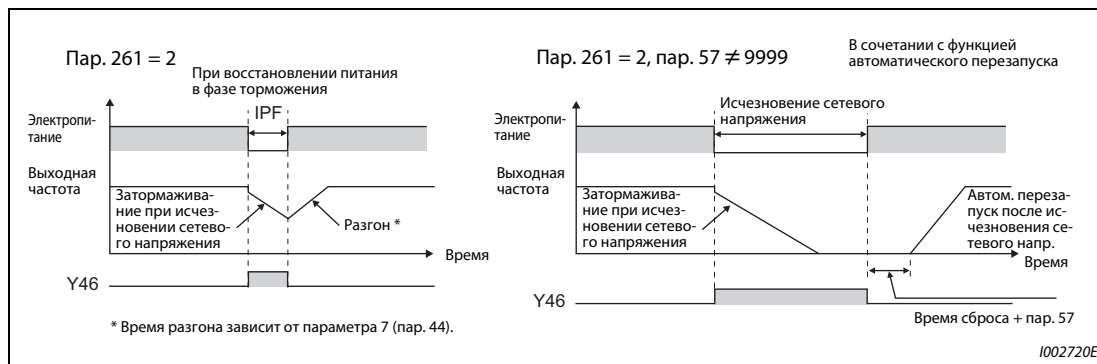 Пар. 261 = 2
При восстановлении питания
в фазе торможения
IPF
Электропи-
тание
Выходная
частота
Затормажива-
ние при исчез-
новении сетево-
го напряжения
Разгон *
Время
Y46
* Время разгона зависит от параметра 7 (пар. 44).
Пар. 261 = 2, пар. 57 ≠ 9999
В сочетании с функцией
автоматического перезапуска
Исчезновение сетевого
напряжения
Электропи-
тание
Выходная
частота
Затормажива-
ние при исчез-
новении сетево-
го напряжения
Автом. переза-
пуск после ис-
чезновения се-
тевого напр.
Время
Y46
Время сброса + пар. 57
I002720E